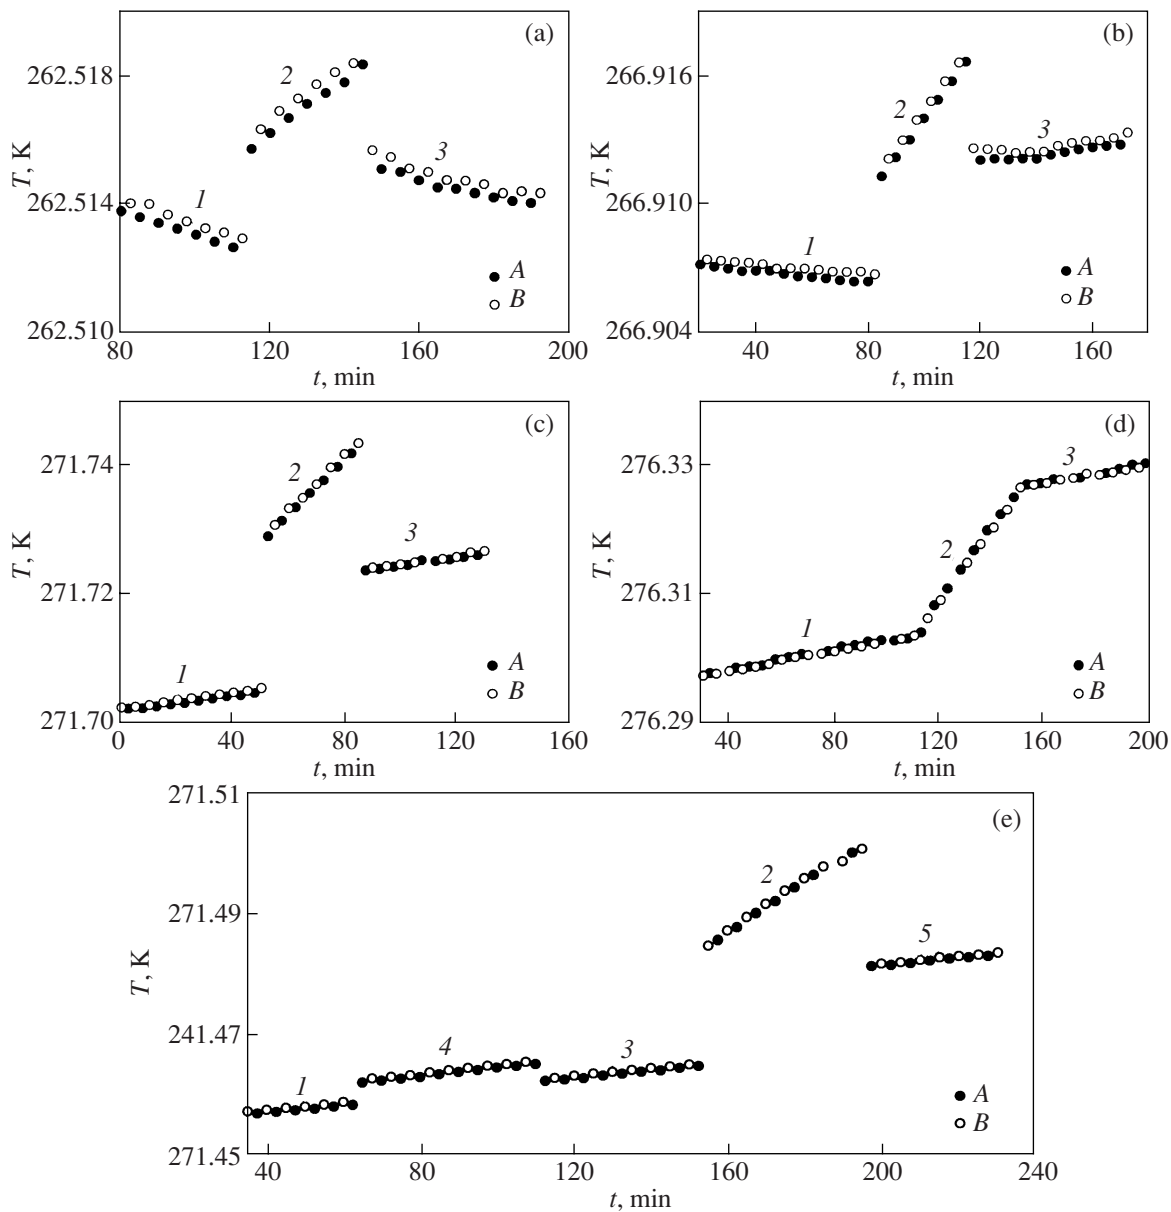 (a)
262.518
262.514
262.510
T, K
1
2
3
A
B
80
120
160
200
t, min
(b)
266.916
266.910
266.904
T, K
1
2
3
A
B
40
80
120
160
t, min
(c)
271.74
271.72
271.70
T, K
1
2
3
A
B
0
40
80
120
160
t, min
(d)
276.33
276.31
276.29
T, K
1
2
3
A
B
40
80
120
160
200
t, min
(e)
271.51
271.49
241.47
271.45
T, K
1
4
3
2
5
A
B
40
80
120
160
200
240
t, min